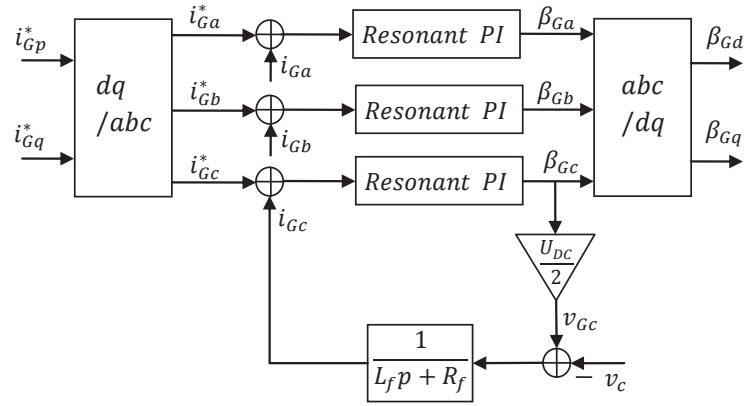 i*Gp
i*Gq
dq
/abc
i*Ga
i*Gb
i*Gc
iGa
iGb
iGc
Resonant PI
Resonant PI
Resonant PI
βGa
βGb
βGc
abc
/dq
βGd
βGq
UDC
2
vGc
1
Lf p + Rf
− vc